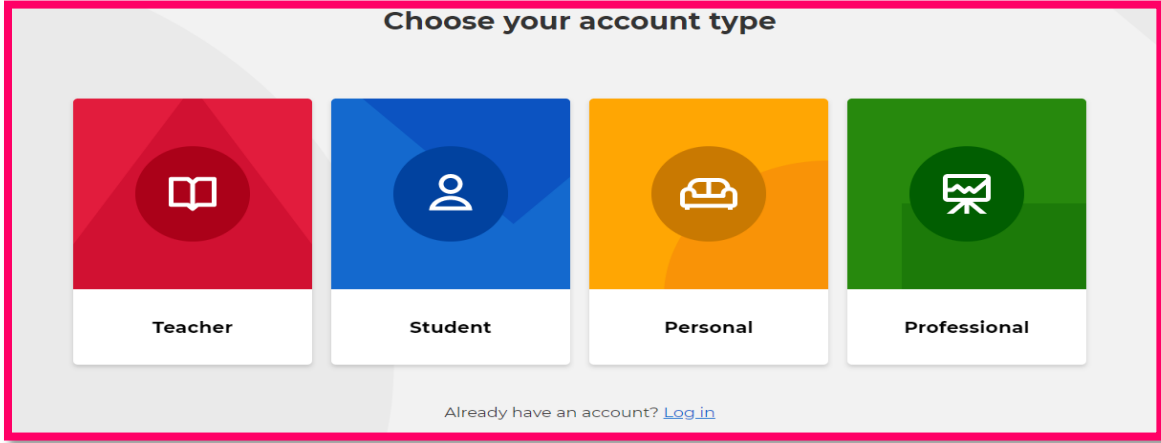 Choose your account type
Teacher
Student
Personal
Professional
Already have an account? Log in